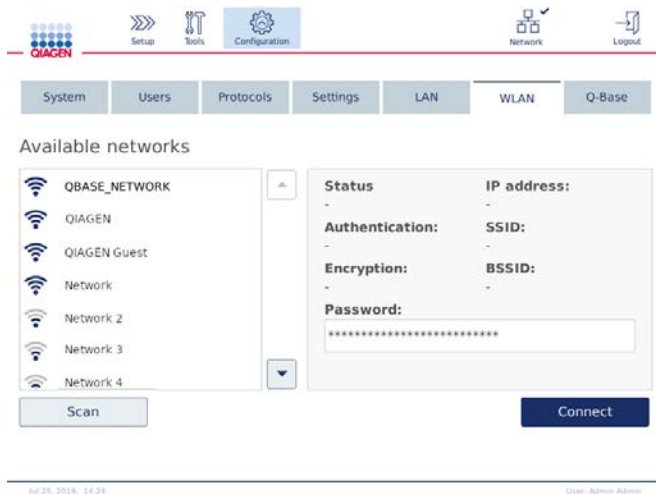 QIAGEN
Setup
Tools
Configuration
Network
Logout
System Users Protocols Settings LAN WLAN Q-Base
Available networks
QBASE_NETWORK
QIAGEN
QIAGEN Guest
Network
Network 2
Network 3
Network 4
Status IP address:
- -
Authentication: SSID:
- -
Encryption: BSSID:
- -
Password:
**************************
Scan
Connect
Jul 25, 2019, 14:24
User: Admin Admin